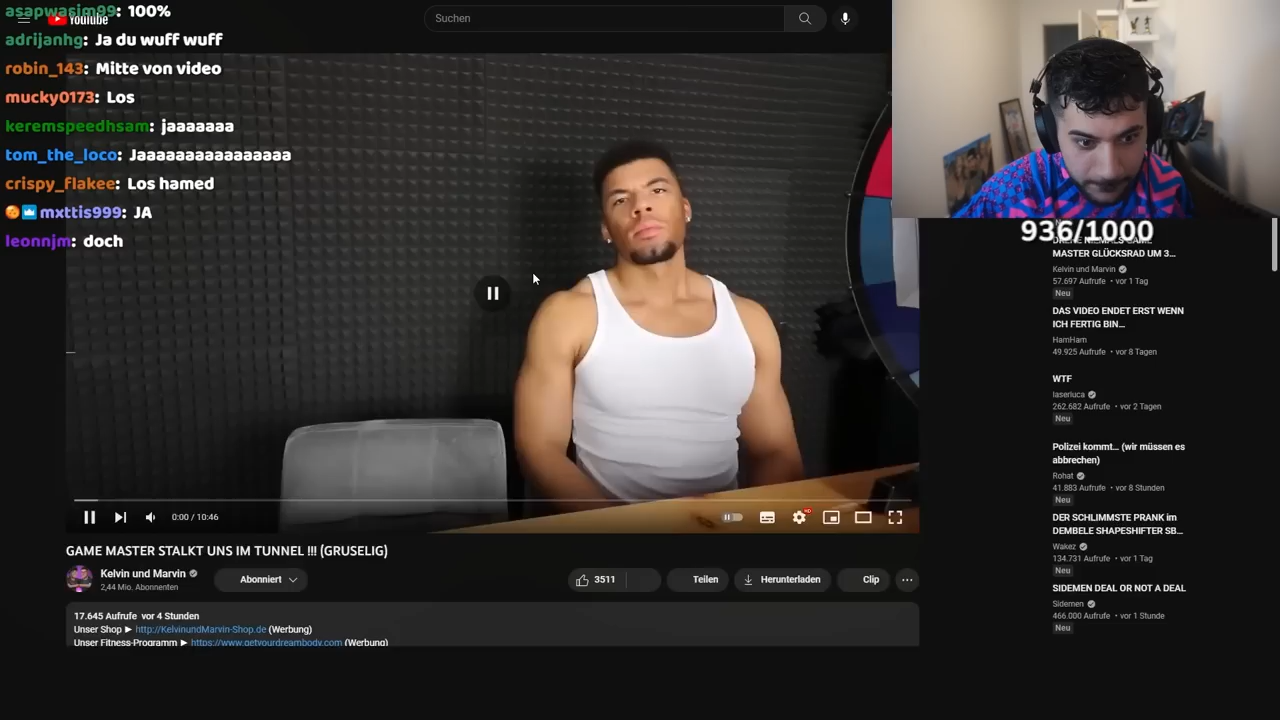 asapwasim99: 100%
YouTube
Suchen
adrijanhg: Ja du wuff wuff
robin_143: Mitte von video
mucky0173: Los
keremspeedhsam: jaaaaaaa
tom_the_loco: Jaaaaaaaaaaaaaaaa
crispy_flakee: Los hamed
mxttis999: JA
leonnjm: doch
936/1000
MASTER GLÜCKSRAD UM 3...
Kelvin und Marvin
57.697 Aufrufe • vor 1 Tag
Neu
DAS VIDEO ENDET ERST WENN
ICH FERTIG BIN...
HamHam
49.925 Aufrufe • vor 8 Tagen
WTF
laserluca
262.682 Aufrufe • vor 2 Tagen
Neu
Polizei kommt... (wir müssen es
abbrechen)
Rohat
41.883 Aufrufe • vor 8 Stunden
Neu
DER SCHLIMMSTE PRANK im
DEMBELE SHAPESHIFTER SB...
Wakez
134.731 Aufrufe • vor 1 Tag
Neu
SIDEMEN DEAL OR NOT A DEAL
Sidemen
466.000 Aufrufe • vor 1 Stunde
Neu
0:00 / 10:46
HD
GAME MASTER STALKT UNS IM TUNNEL !!! (GRUSELIG)
Kelvin und Marvin
2,44 Mio. Abonnenten
Abonniert
3511
Teilen
Herunterladen
Clip
17.645 Aufrufe vor 4 Stunden
Unser Shop ► http://KelvinundMarvin-Shop.de (Werbung)
Unser Fitness-Programm ► https://www.getyourdreambody.com (Werbung)